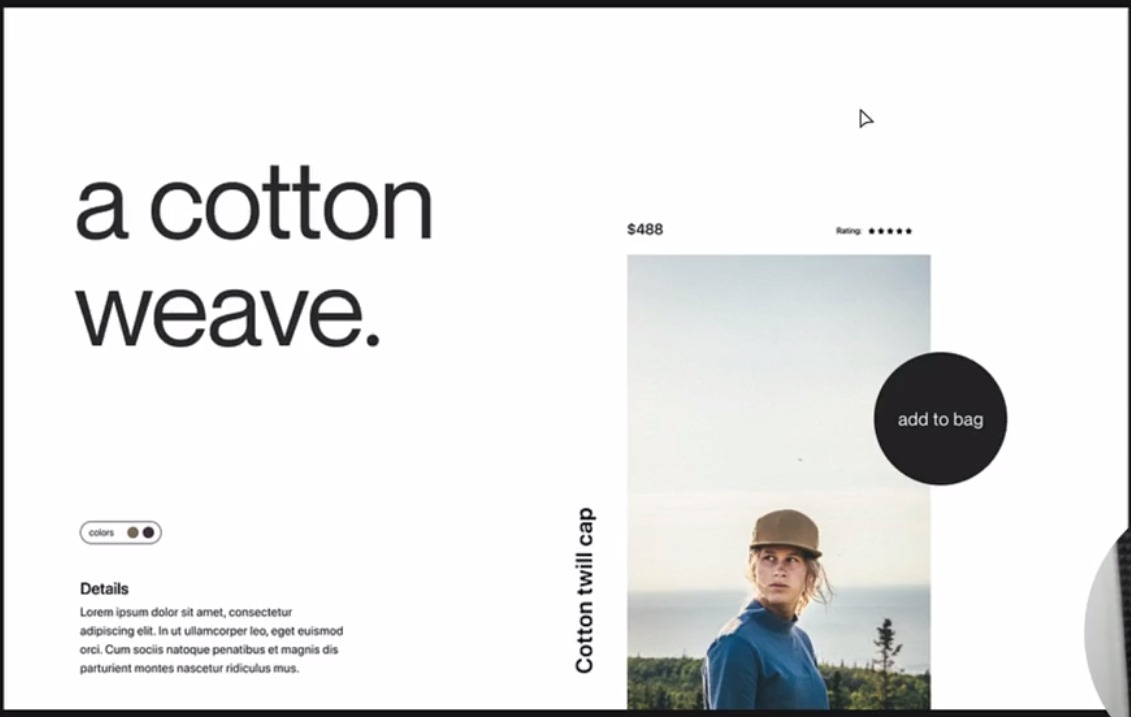 a cotton
weave.
$488
Rating: ★★★★★
add to bag
Cotton twill cap
colors
Details
Lorem ipsum dolor sit amet, consectetur
adipiscing elit. In ut ullamcorper leo, eget euismod
orci. Cum sociis natoque penatibus et magnis dis
parturient montes nascetur ridiculus mus.